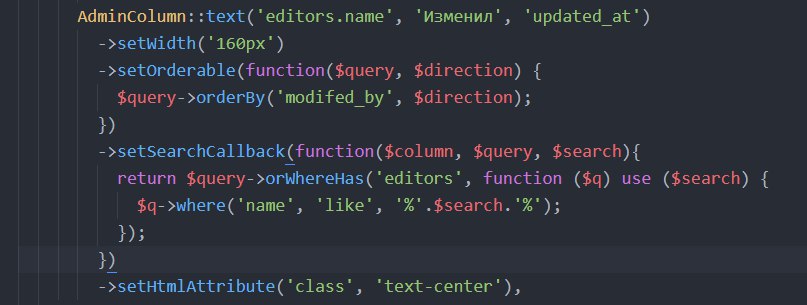 AdminColumn::text('editors.name', 'Изменил', 'updated_at')
->setWidth('160px')
->setOrderable(function($query, $direction) {
$query->orderBy('modifed_by', $direction);
})
->setSearchCallback(function($column, $query, $search){
return $query->orWhereHas('editors', function ($q) use ($search) {
$q->where('name', 'like', '%'.$search.'%');
});
})
->setHtmlAttribute('class', 'text-center'),